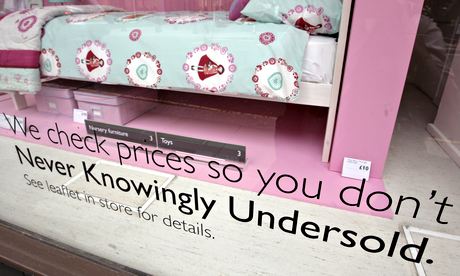 Nursery furniture 3
Toys 3
£10
We check prices so you don't
Never Knowingly Undersold.
See leaflet in store for details.